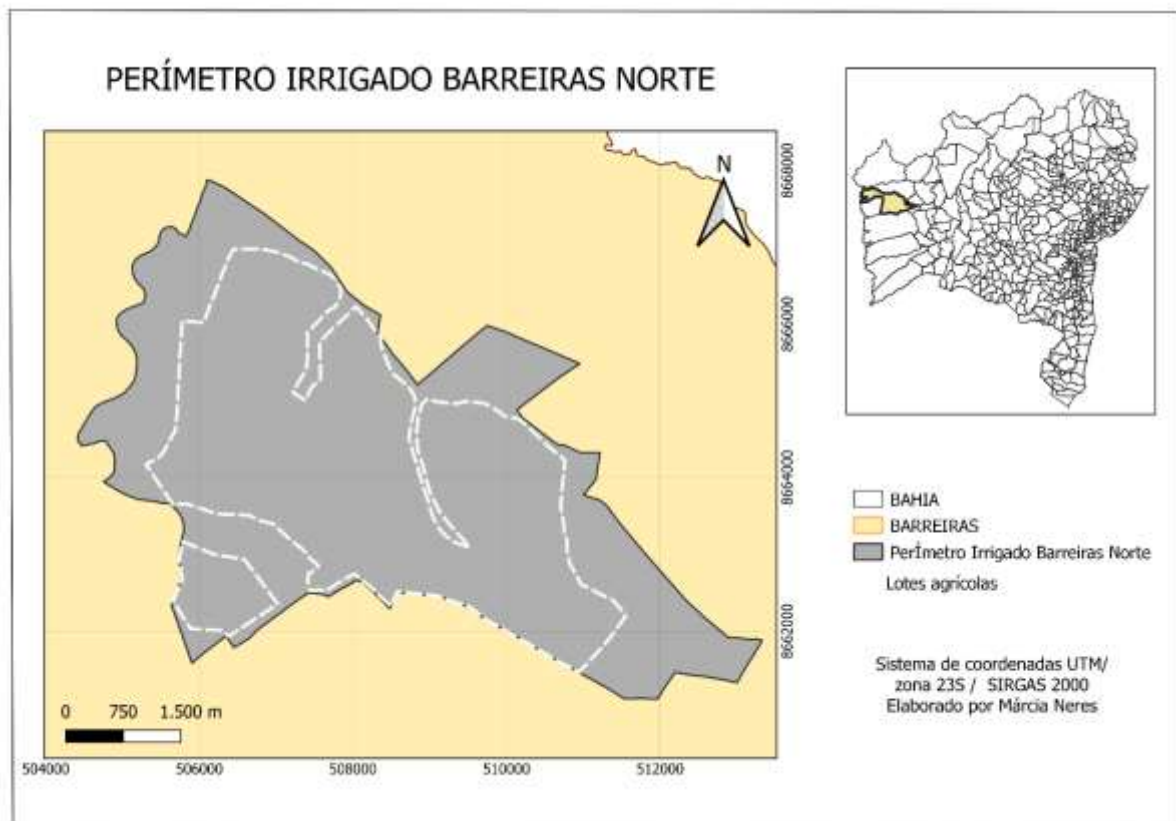 PERÍMETRO IRRIGADO BARREIRAS NORTE
N
8668000
8666000
8664000
8662000
0 750 1.500 m
504000 506000 508000 510000 512000
BAHIA
BARREIRAS
PerÍmetro Irrigado Barreiras Norte
Lotes agrícolas
Sistema de coordenadas UTM/
zona 23S / SIRGAS 2000
Elaborado por Márcia Neres